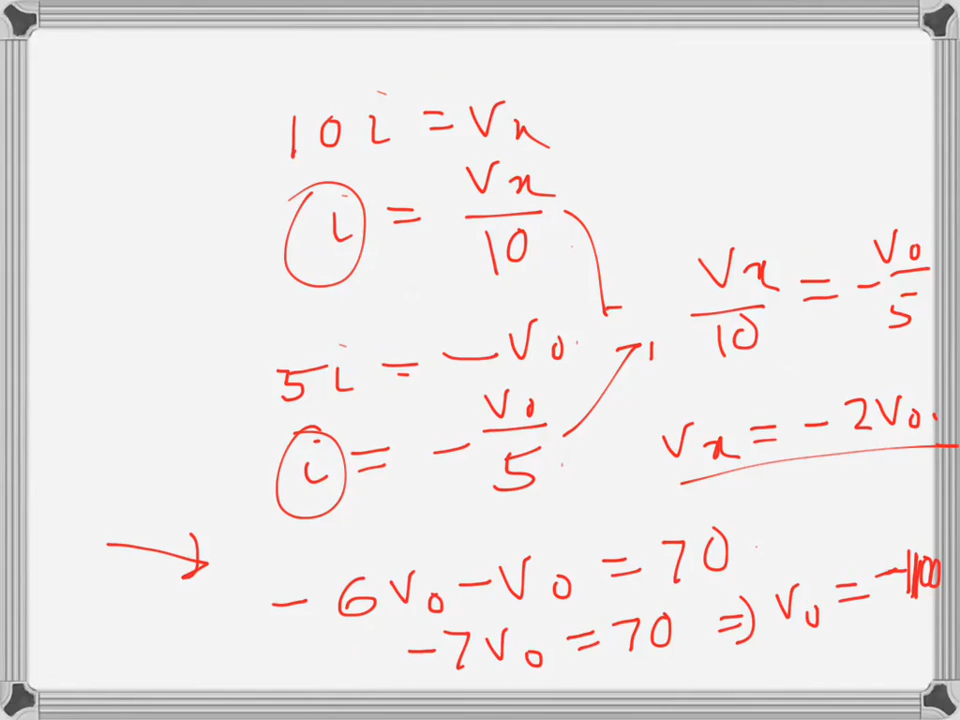 10i = Vx
i = Vx/10
5i = -V0
i = -V0/5
Vx/10 = -V0/5
Vx = -2V0.
-6V0 - V0 = 70
-7V0 = 70 => V0 =